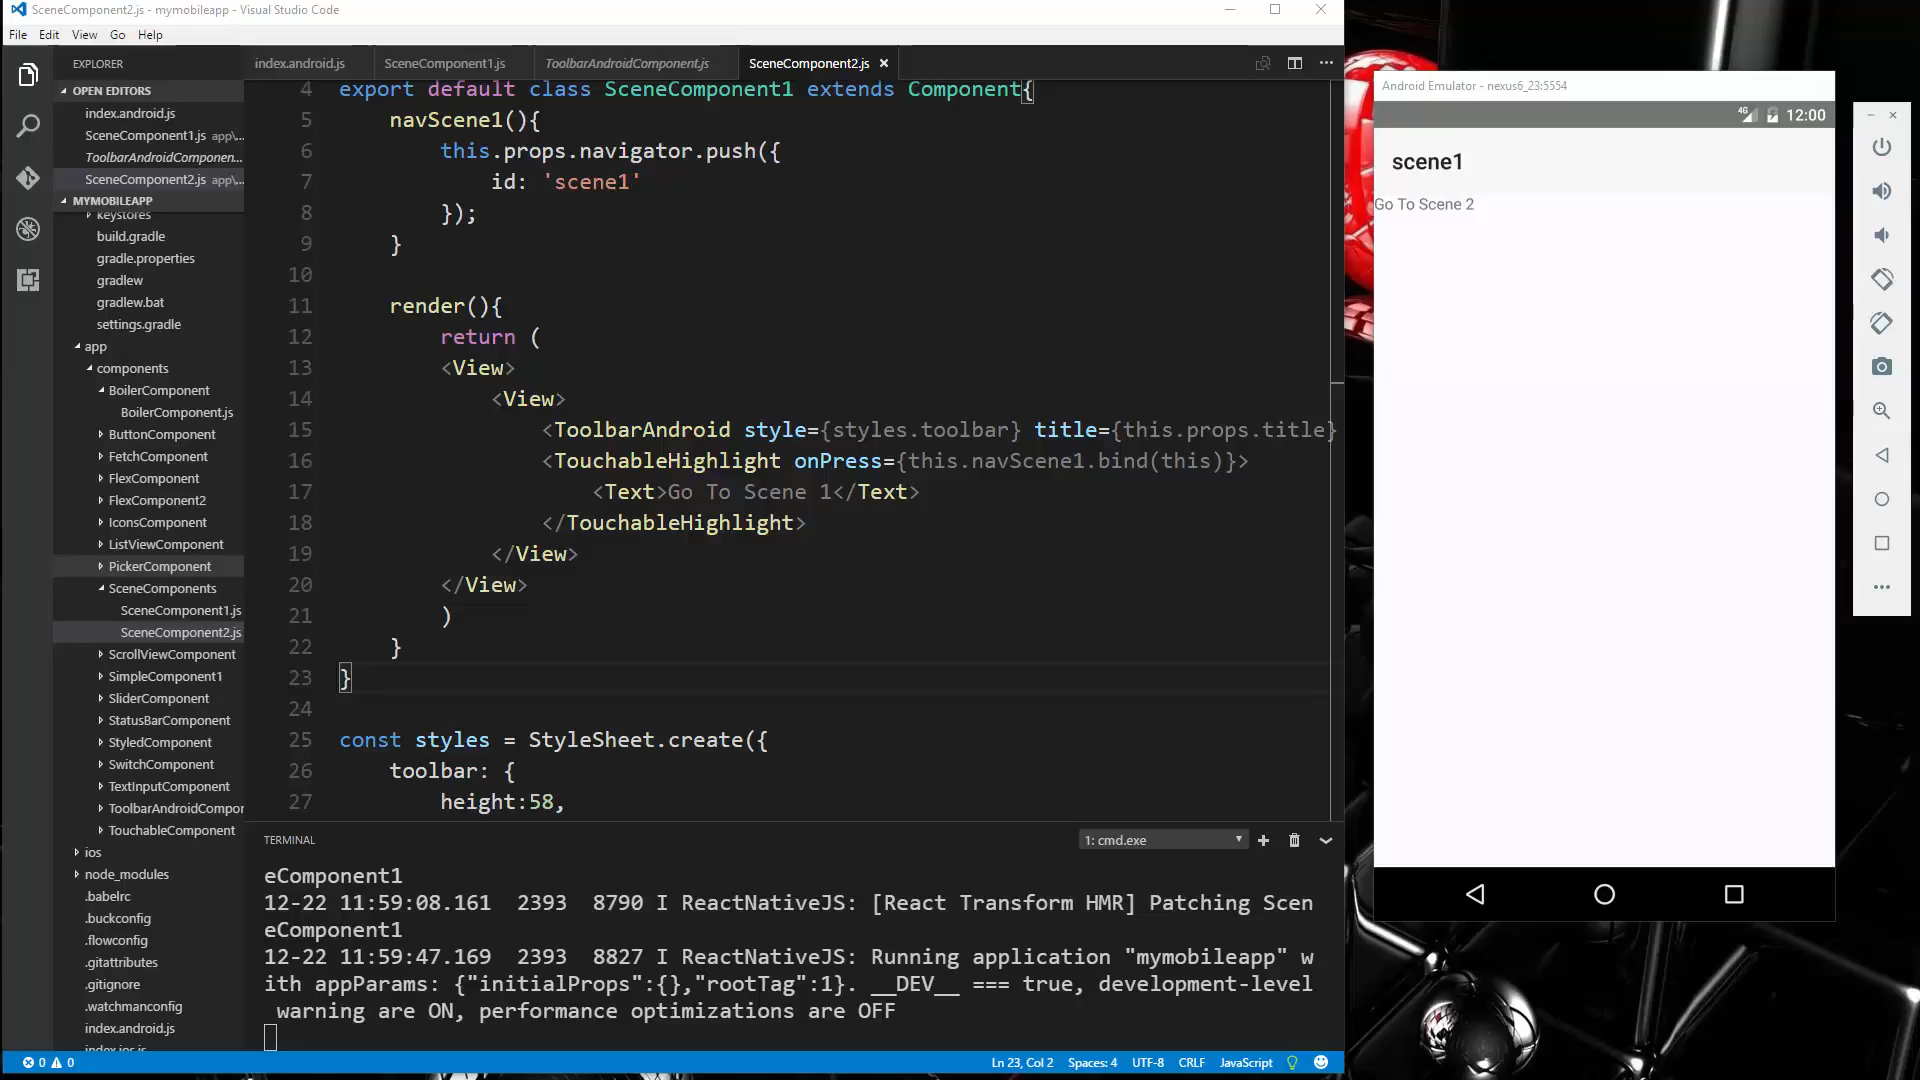 SceneComponent2.js - mymobileapp - Visual Studio Code
File Edit View Go Help
EXPLORER
OPEN EDITORS
index.android.js
SceneComponent1.js app\...
ToolbarAndroidComponen...
SceneComponent2.js app\...
MYMOBILEAPP
keystores
build.gradle
gradle.properties
gradlew
gradlew.bat
settings.gradle
app
components
BoilerComponent
BoilerComponent.js
ButtonComponent
FetchComponent
FlexComponent
FlexComponent2
IconsComponent
ListViewComponent
PickerComponent
SceneComponents
SceneComponent1.js
SceneComponent2.js
ScrollViewComponent
SimpleComponent1
SliderComponent
StatusBarComponent
StyledComponent
SwitchComponent
TextInputComponent
ToolbarAndroidCompor
TouchableComponent
ios
node_modules
.babelrc
.buckconfig
.flowconfig
.gitattributes
.gitignore
.watchmanconfig
index.android.js
index.ios.js
index.android.js SceneComponent1.js ToolbarAndroidComponent.js SceneComponent2.js
4 export default class SceneComponent1 extends Component{
5 navScene1(){
6 this.props.navigator.push({
7 id: 'scene1'
8 });
9 }
10
11 render(){
12 return (
13 <View>
14 <View>
15 <ToolbarAndroid style={styles.toolbar} title={this.props.title}
16 <TouchableHighlight onPress={this.navScene1.bind(this)}>
17 <Text>Go To Scene 1</Text>
18 </TouchableHighlight>
19 </View>
20 </View>
21 )
22 }
23 }
24
25 const styles = StyleSheet.create({
26 toolbar: {
27 height:58,
TERMINAL
1: cmd.exe
eComponent1
12-22 11:59:08.161 2393 8790 I ReactNativeJS: [React Transform HMR] Patching Scen
eComponent1
12-22 11:59:47.169 2393 8827 I ReactNativeJS: Running application "mymobileapp" w
ith appParams: {"initialProps":{},"rootTag":1}. __DEV__ === true, development-level
warning are ON, performance optimizations are OFF
0 0
Ln 23, Col 2 Spaces: 4 UTF-8 CRLF JavaScript
Android Emulator - nexus6_23:5554
4G 12:00
scene1
Go To Scene 2